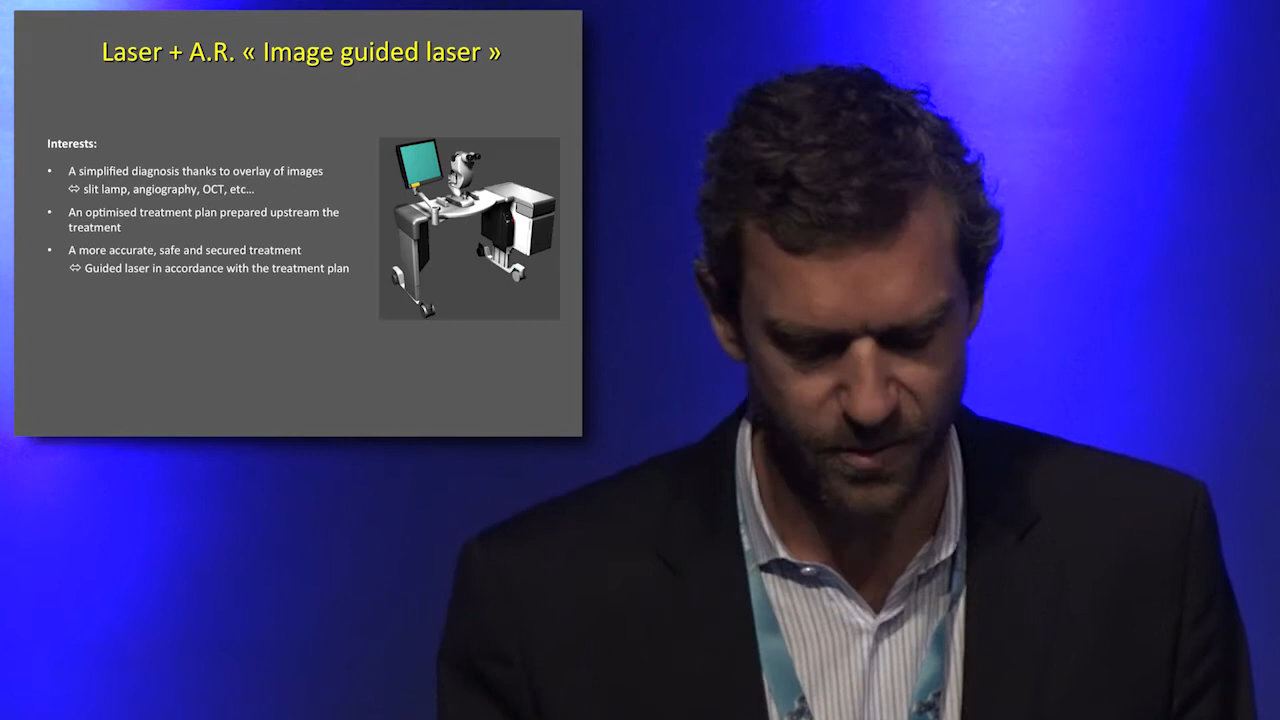 Laser + A.R. « Image guided laser »
Interests:
• A simplified diagnosis thanks to overlay of images
⇔ slit lamp, angiography, OCT, etc...
• An optimised treatment plan prepared upstream the
treatment
• A more accurate, safe and secured treatment
⇔ Guided laser in accordance with the treatment plan